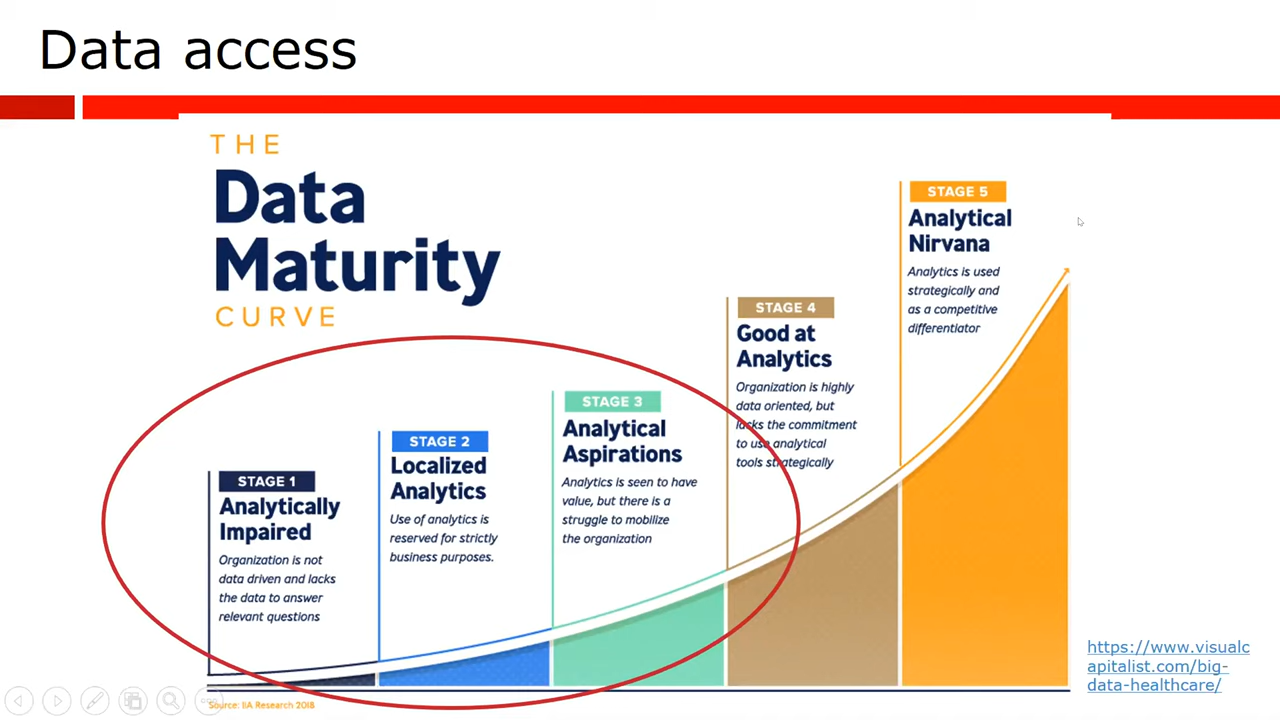 Data access
THE
Data
Maturity
CURVE
STAGE 1
Analytically
Impaired
Organization is not
data driven and lacks
the data to answer
relevant questions
STAGE 2
Localized
Analytics
Use of analytics is
reserved for strictly
business purposes.
STAGE 3
Analytical
Aspirations
Analytics is seen to have
value, but there is a
struggle to mobilize
the organization
STAGE 4
Good at
Analytics
Organization is highly
data oriented, but
lacks the commitment
to use analytical
tools strategically
STAGE 5
Analytical
Nirvana
Analytics is used
strategically and
as a competitive
differentiator
https://www.visualc
apitalist.com/big-
data-healthcare/
Source: IIA Research 2018